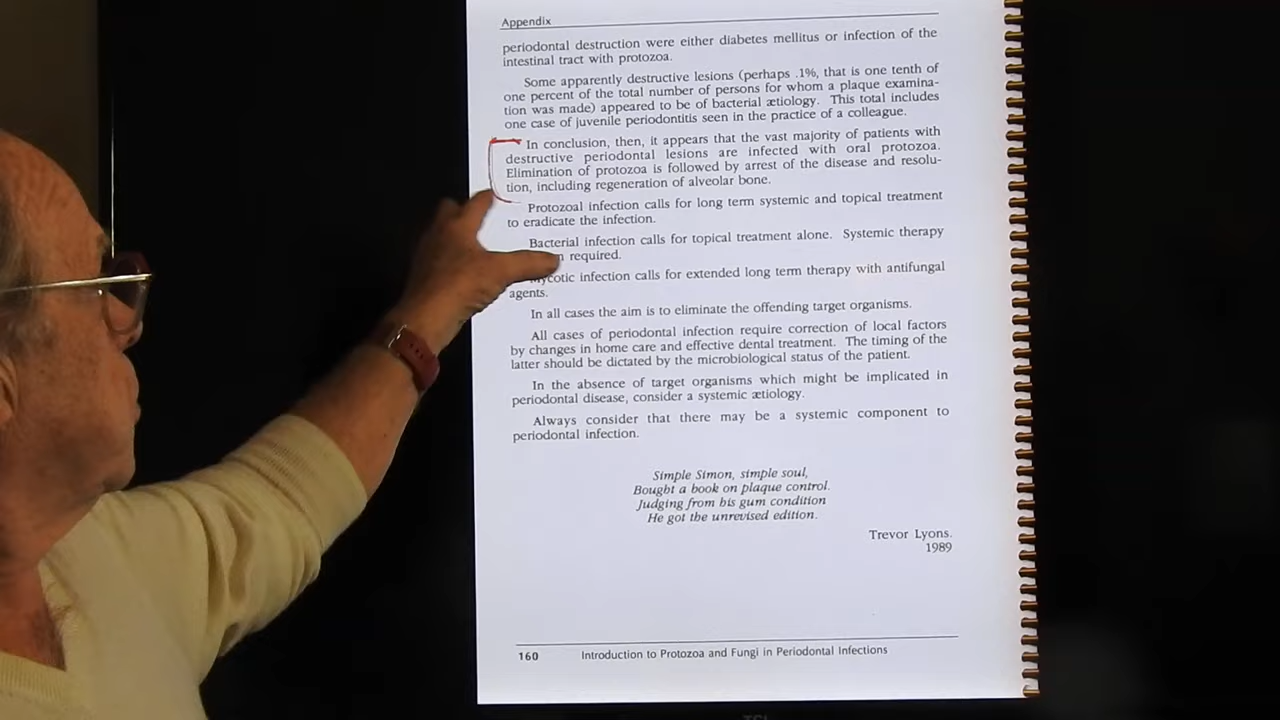 Appendix
periodontal destruction were either diabetes mellitus or infection of the
intestinal tract with protozoa.
Some apparently destructive lesions (perhaps .1%, that is one tenth of
one percent of the total number of persons for whom a plaque examina-
tion was made) appeared to be of bacterial ætiology. This total includes
one case of juvenile periodontitis seen in the practice of a colleague.
In conclusion, then, it appears that the vast majority of patients with
destructive periodontal lesions are infected with oral protozoa.
Elimination of protozoa is followed by arrest of the disease and resolu-
tion, including regeneration of alveolar bone.
Protozoal infection calls for long term systemic and topical treatment
to eradicate the infection.
Bacterial infection calls for topical treatment alone. Systemic therapy
required.
Mycotic infection calls for extended long term therapy with antifungal
agents.
In all cases the aim is to eliminate the offending target organisms.
All cases of periodontal infection require correction of local factors
by changes in home care and effective dental treatment. The timing of the
latter should be dictated by the microbiological status of the patient.
In the absence of target organisms which might be implicated in
periodontal disease, consider a systemic ætiology.
Always consider that there may be a systemic component to
periodontal infection.
Simple Simon, simple soul,
Bought a book on plaque control.
Judging from his gum condition
He got the unrevised edition.
Trevor Lyons.
1989
160 Introduction to Protozoa and Fungi in Periodontal Infections